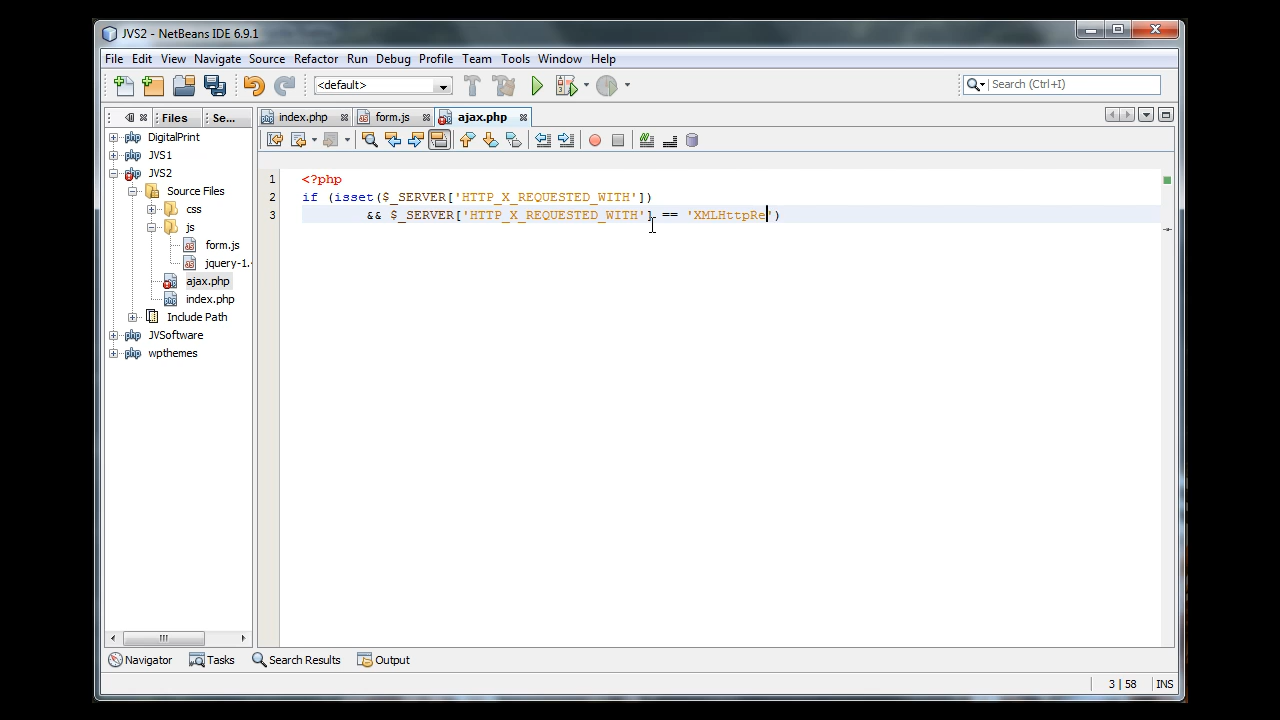 JVS2 - NetBeans IDE 6.9.1
File Edit View Navigate Source Refactor Run Debug Profile Team Tools Window Help
<default>
Search (Ctrl+I)
Files Se...
index.php form.js ajax.php
DigitalPrint
JVS1
JVS2
Source Files
css
js
form.js
jquery-1.
ajax.php
index.php
Include Path
JVSoftware
wpthemes
1 <?php
2 if (isset($_SERVER['HTTP_X_REQUESTED_WITH'])
3 && $_SERVER['HTTP_X_REQUESTED_WITH'] == 'XMLHttpRe')
Navigator Tasks Search Results Output
3 | 58 INS